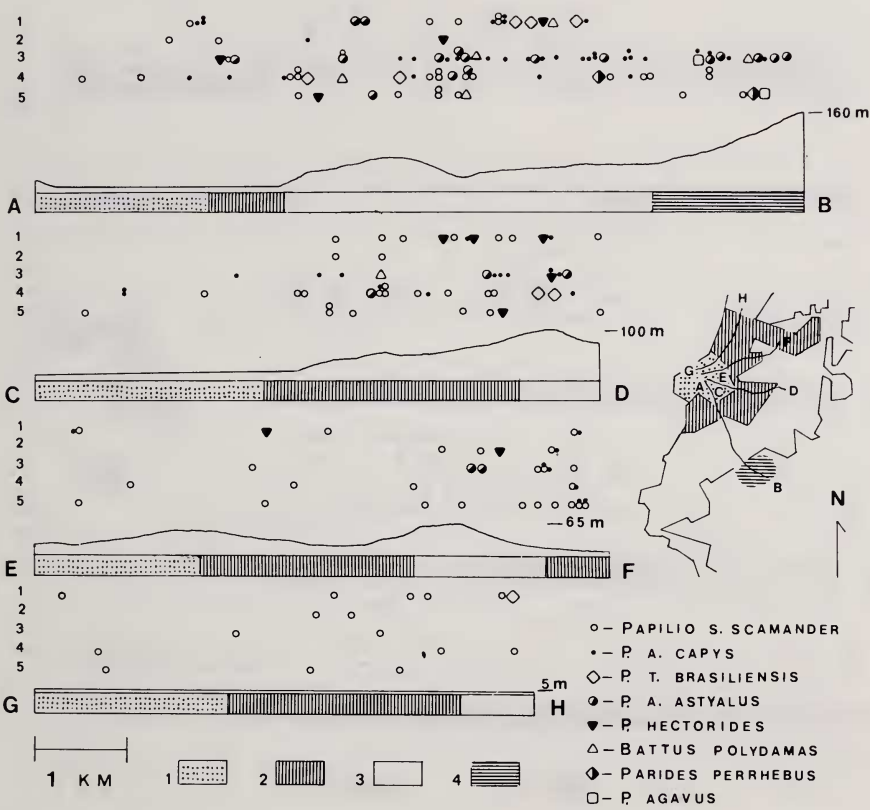 1
2
3
4
5
160 m
A
B
1
2
3
4
5
100 m
C
D
1
2
3
4
5
65 m
E
F
1
2
3
4
5
5 m
G
H
H
G
F
A
E
C
D
B
N
PAPILIO S. SCAMANDER
P. A. CAPYS
P. T. BRASILIENSIS
P. A. ASTYALUS
P. HECTORIDES
BATTUS POLYDAMAS
PARIDES PERRHEBUS
P. AGAVUS
1 KM
1
2
3
4